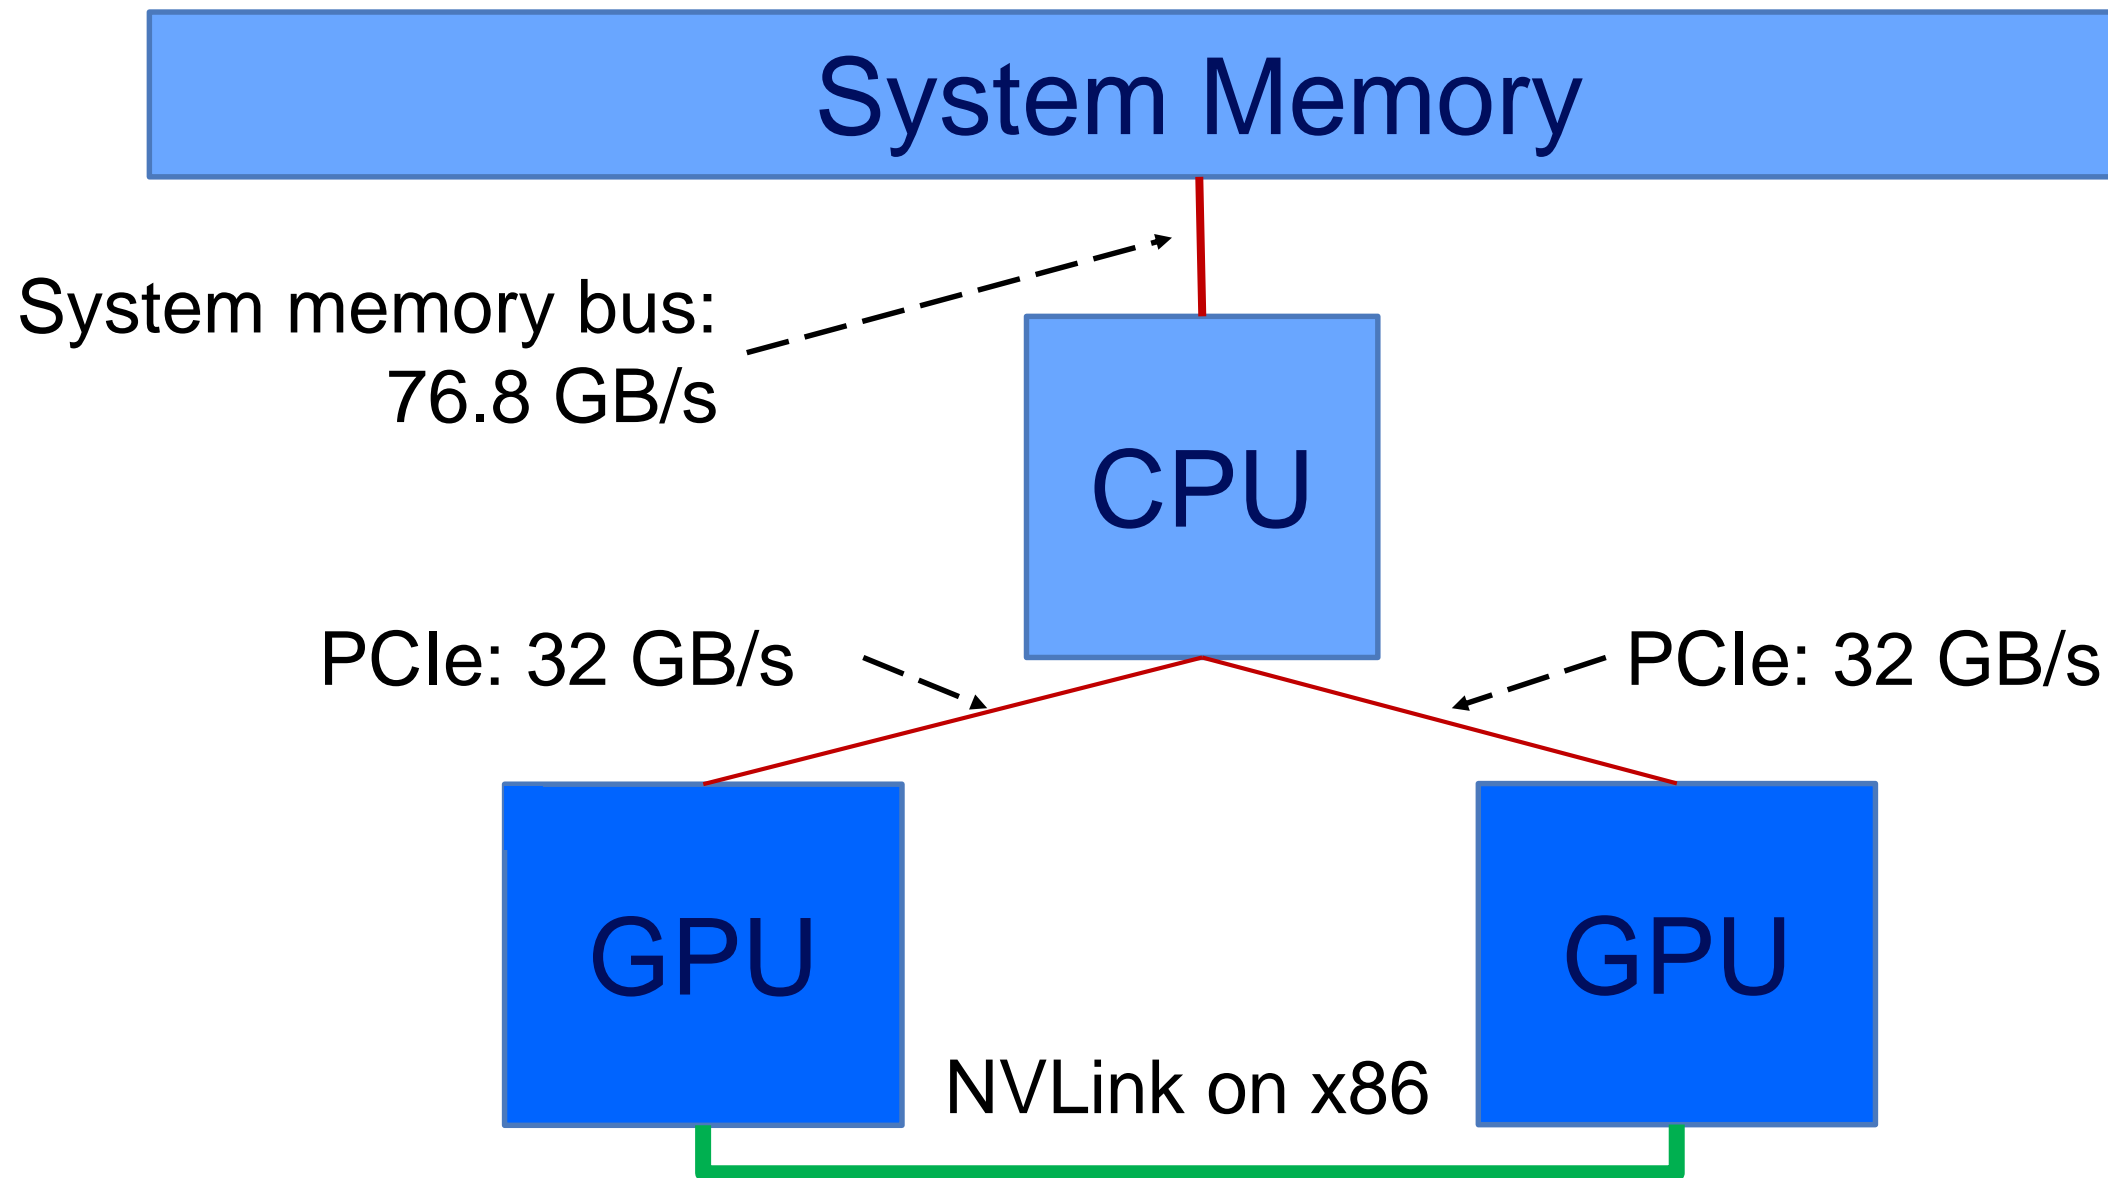 System Memory
System memory bus:
76.8 GB/s
CPU
PCIe: 32 GB/s
PCIe: 32 GB/s
GPU
GPU
NVLink on x86